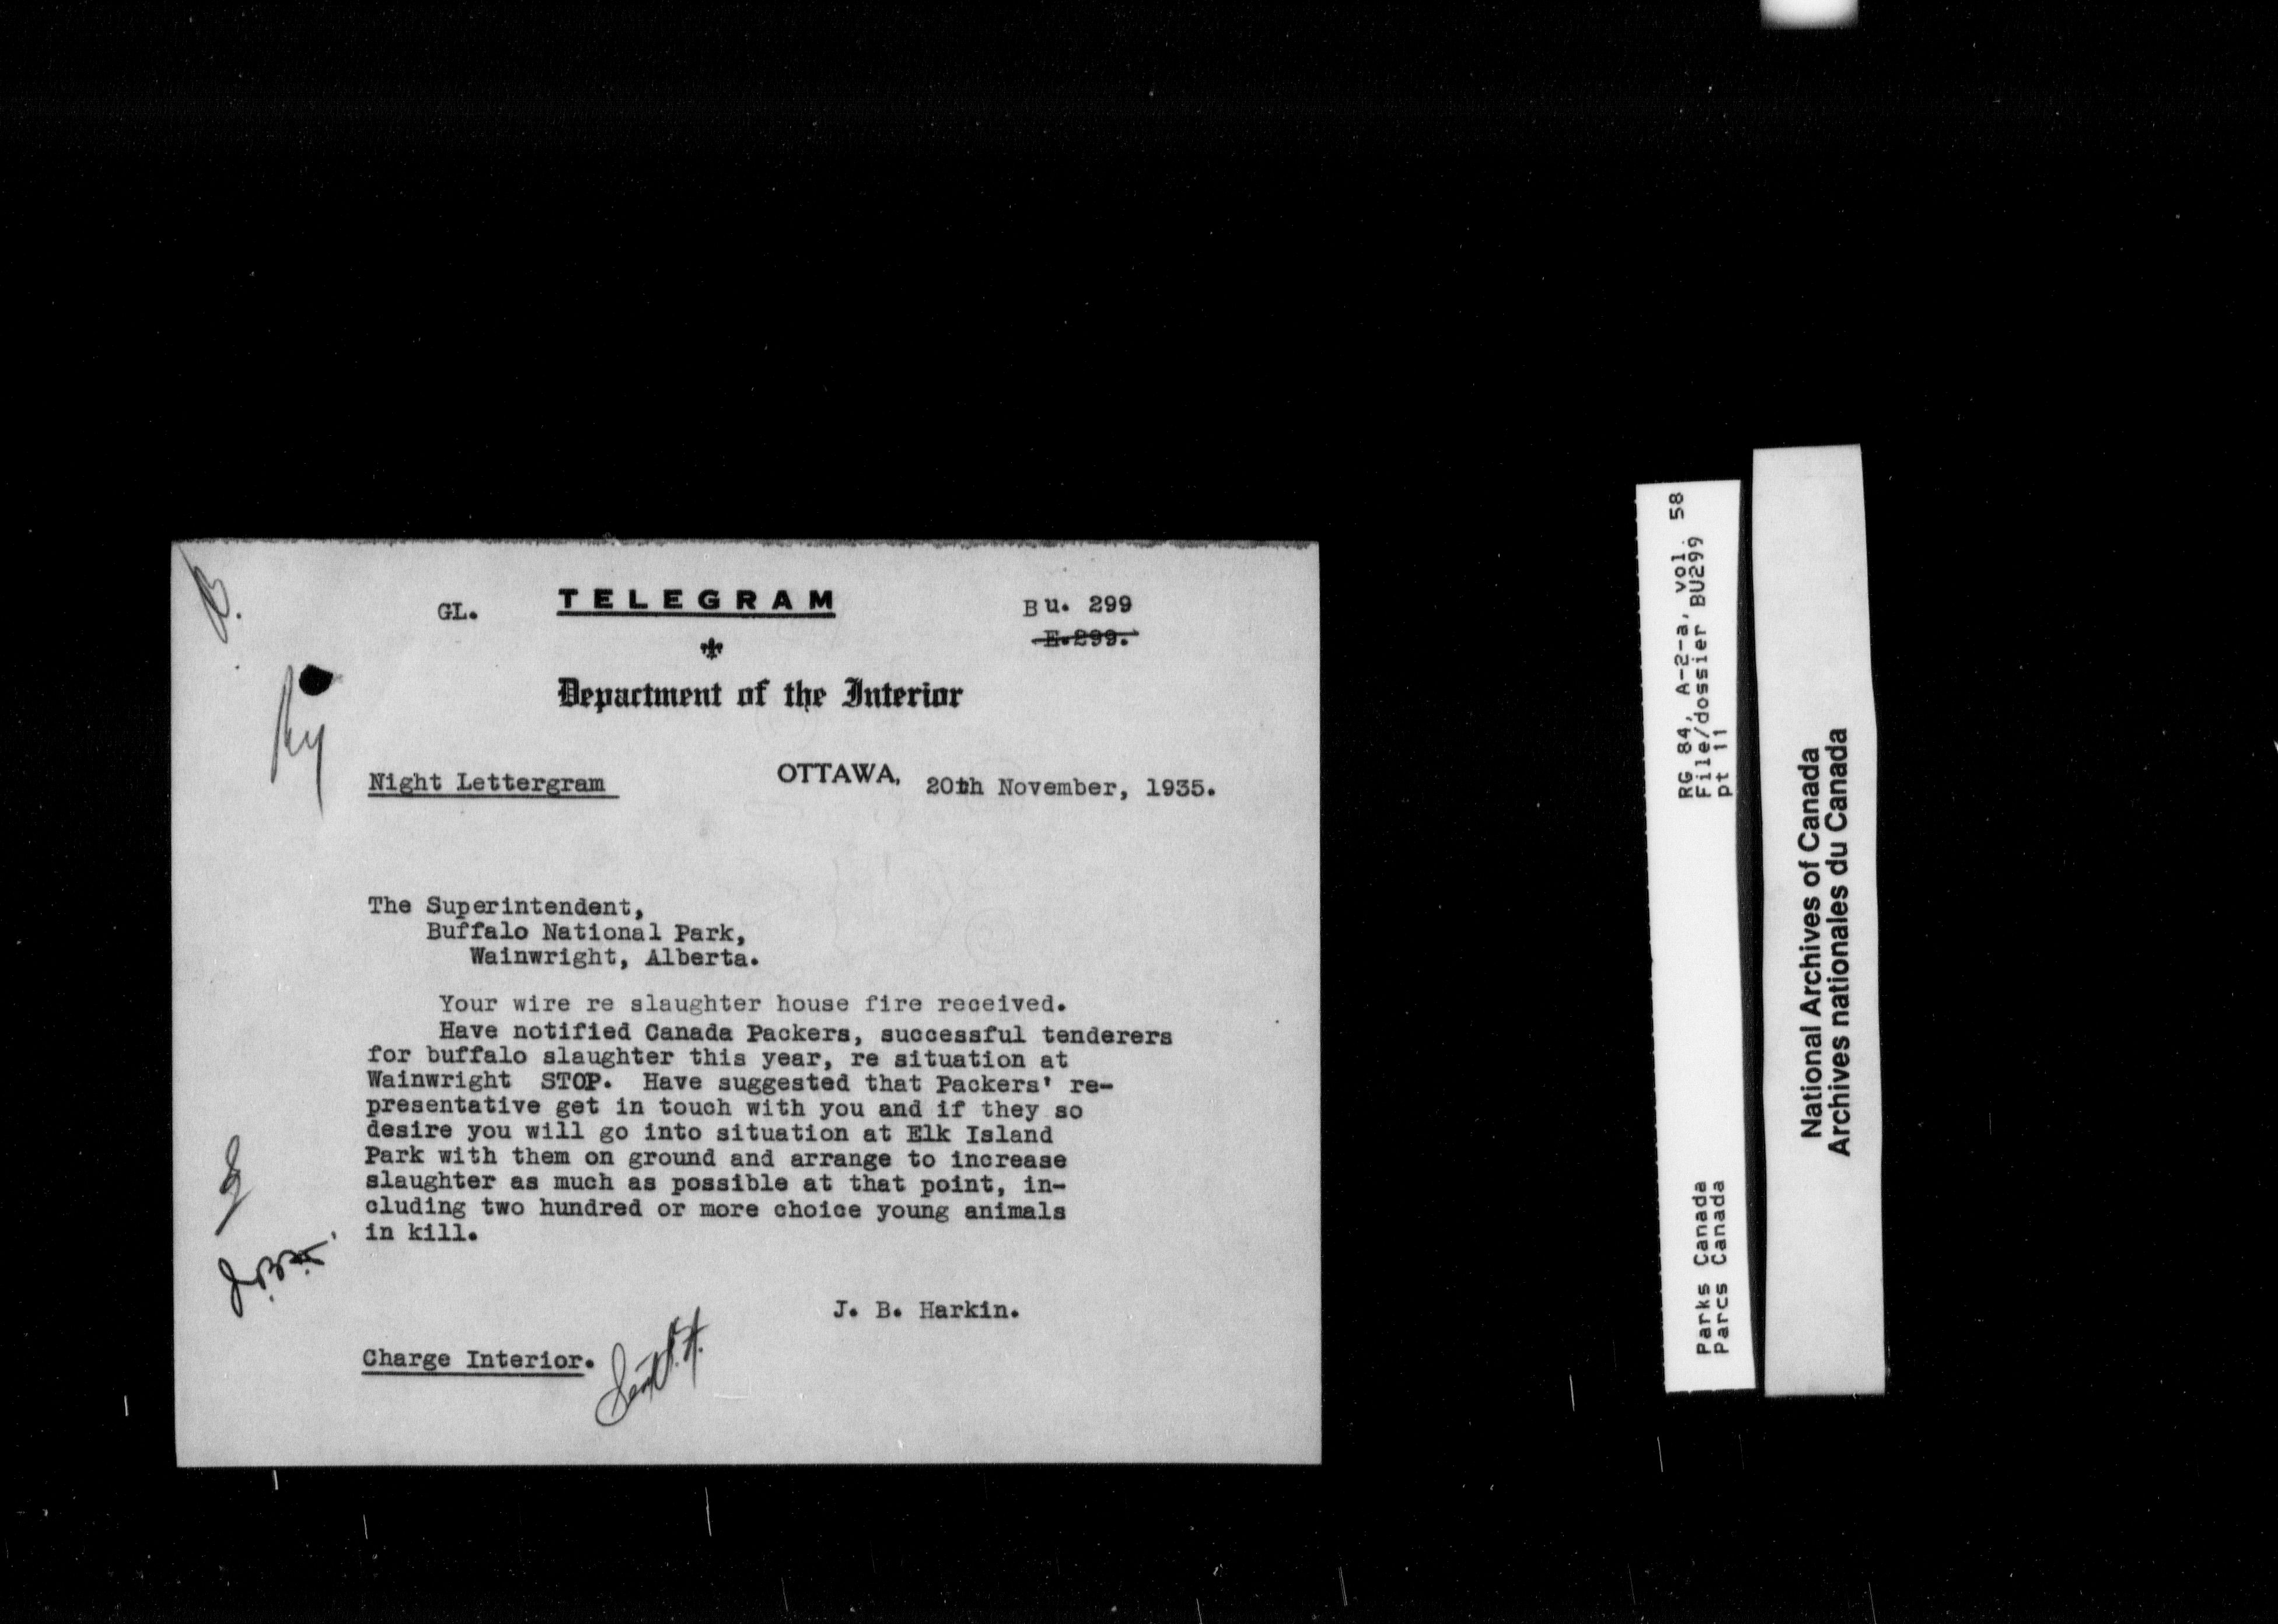 GL.
TELEGRAM
Bu. 299
E.299.
Department of the Interior
Night Lettergram
OTTAWA, 20th November, 1935.
The Superintendent,
Buffalo National Park,
Wainwright, Alberta.
Your wire re slaughter house fire received.
Have notified Canada Packers, successful tenderers
for buffalo slaughter this year, re situation at
Wainwright STOP. Have suggested that Packers' re-
presentative get in touch with you and if they so
desire you will go into situation at Elk Island
Park with them on ground and arrange to increase
slaughter as much as possible at that point, in-
cluding two hundred or more choice young animals
in kill.
J.B.H.
J. B. Harkin.
Charge Interior.
RG 84, A-2-a, vol. 58
File/dossier BU299
pt 11
Parks Canada
Parcs Canada
National Archives of Canada
Archives nationales du Canada